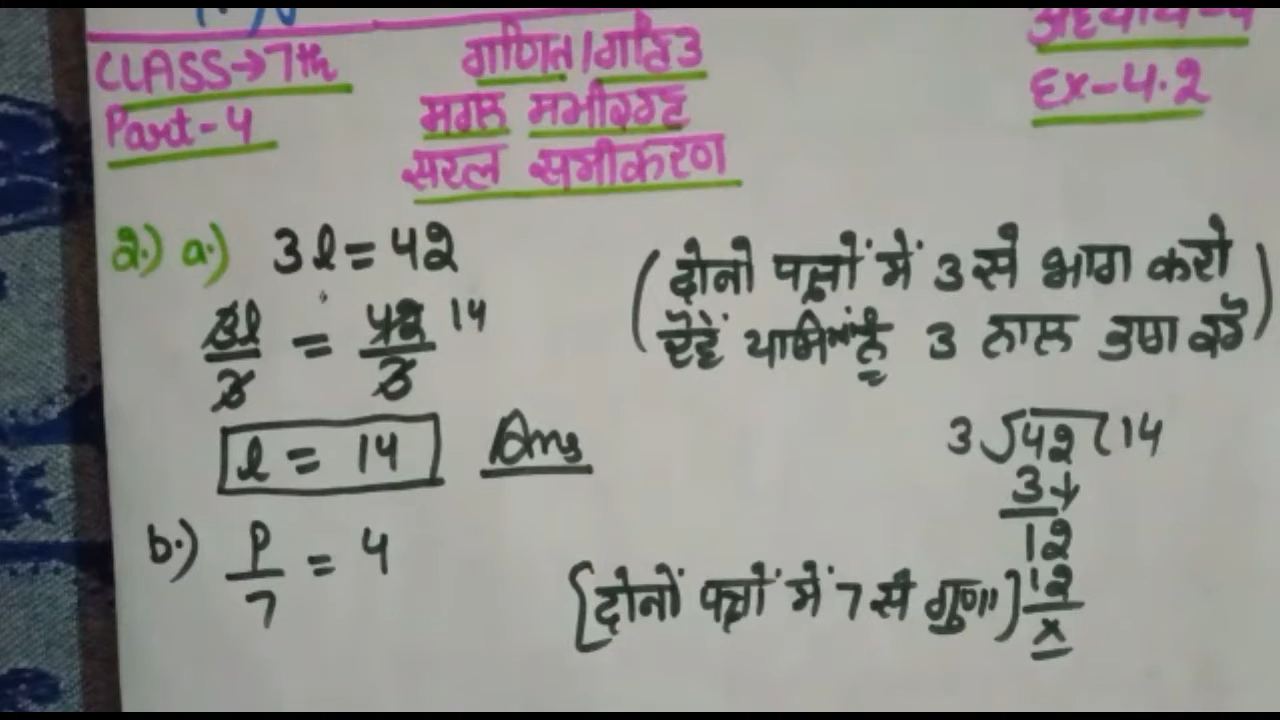 CLASS→7th गणित/ਗਣਿਤ अध्याय-4
Part-4 ਸਰਲ ਸਮੀਕਰਣ Ex-4.2
सरल समीकरण
2.) a.) 3l = 42 (दोनो पक्षों में 3 से भाग करो
3l/3 = 42/3 14 ਦੋਵੇਂ ਪਾਸਿਆਂ ਨੂੰ 3 ਨਾਲ ਭਾਗ ਕਰੋ)
l = 14 Ans 3 42 14
3↓
12
b.) P/7 = 4 [दोनों पक्षों में 7 से गुणा] 12
x